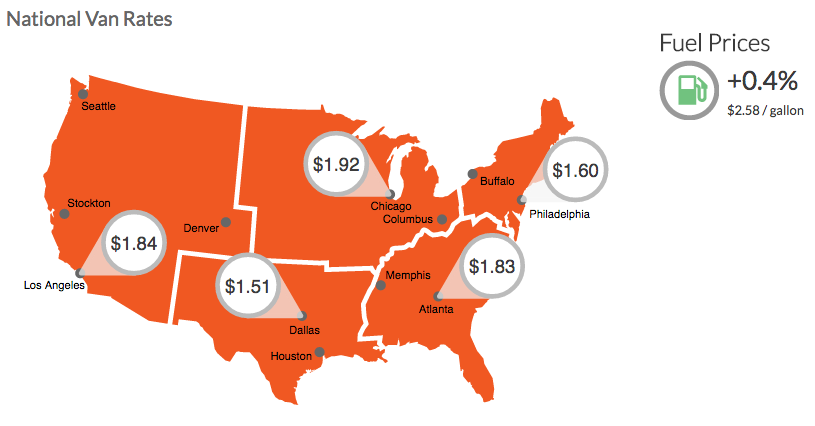 National Van Rates
Fuel Prices
+0.4%
$2.58 / gallon
Seattle
$1.92
$1.60
Buffalo
Stockton
Chicago
Philadelphia
Columbus
Denver
$1.84
$1.83
Memphis
Los Angeles
$1.51
Atlanta
Dallas
Houston